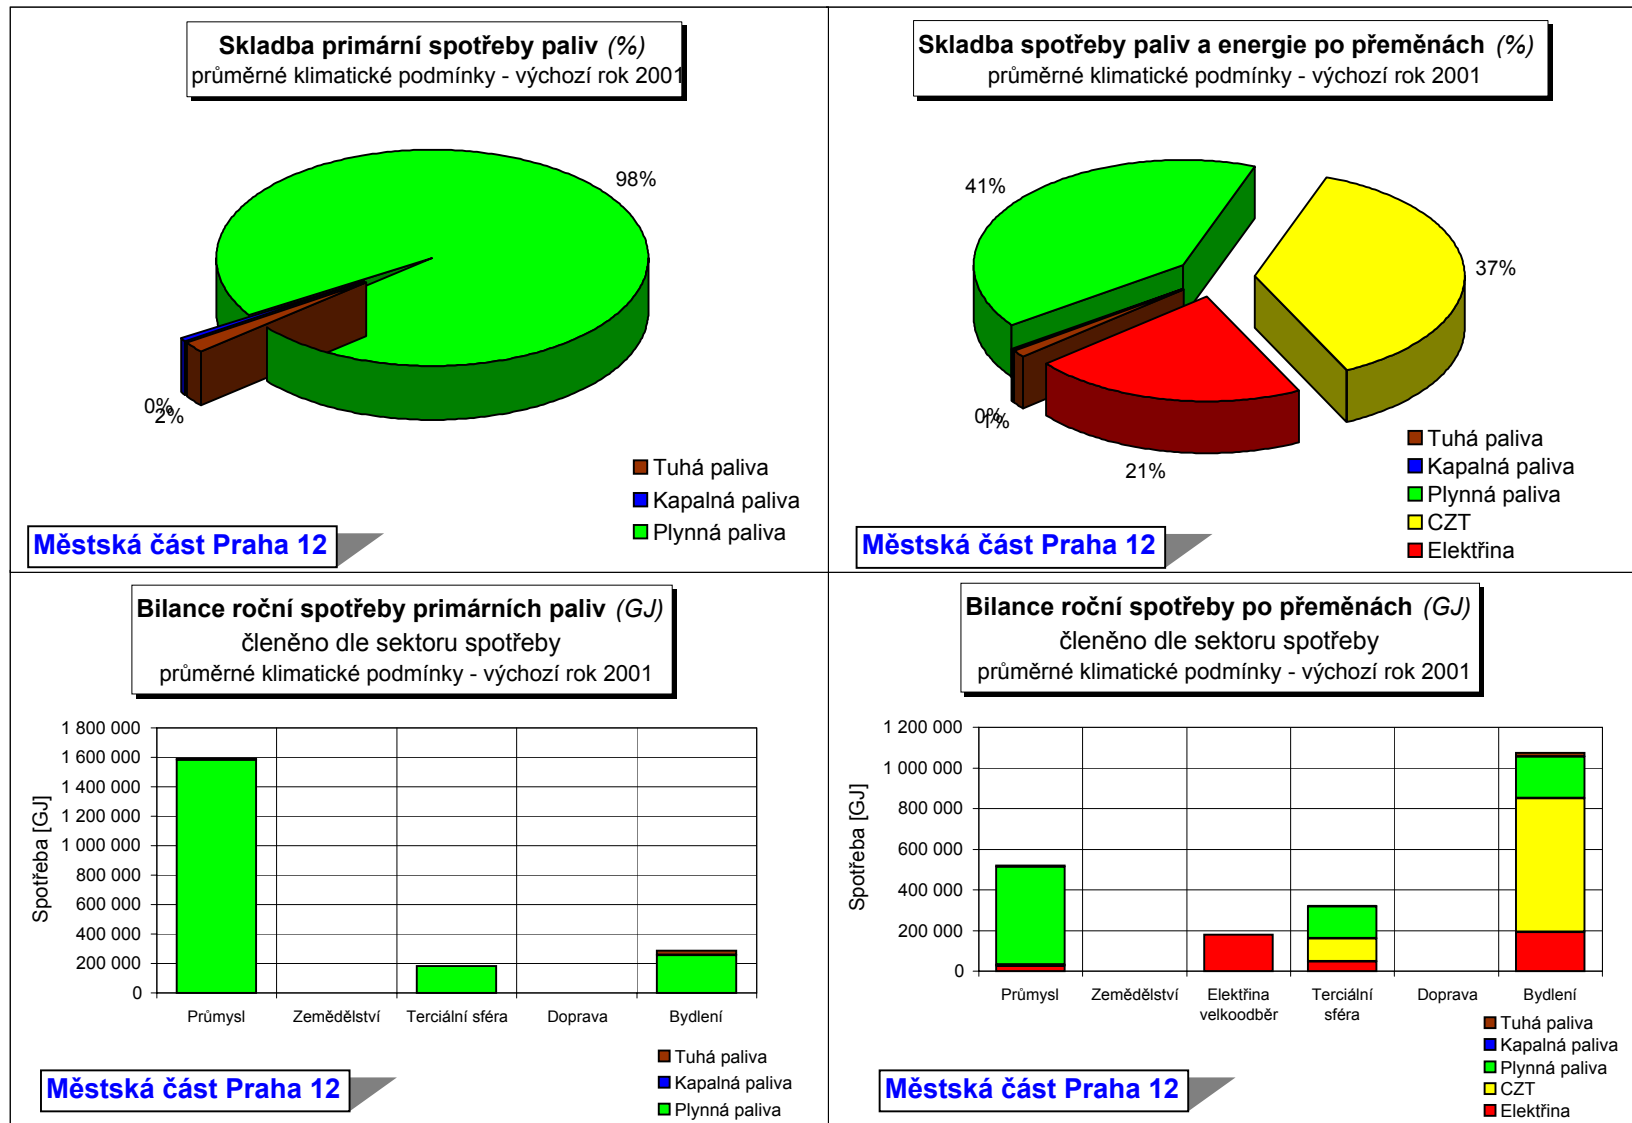 Skladba primární spotřeby paliv (%)
průměrné klimatické podmínky - výchozí rok 2001
98%
0%
2%
Tuhá paliva
Kapalná paliva
Plynná paliva
Městská část Praha 12
Skladba spotřeby paliv a energie po přeměnách (%)
průměrné klimatické podmínky - výchozí rok 2001
41%
37%
0%
1%
21%
Tuhá paliva
Kapalná paliva
Plynná paliva
CZT
Elektřina
Městská část Praha 12
Bilance roční spotřeby primárních paliv (GJ)
členěno dle sektoru spotřeby
průměrné klimatické podmínky - výchozí rok 2001
Spotřeba [GJ]
1 800 000
1 600 000
1 400 000
1 200 000
1 000 000
800 000
600 000
400 000
200 000
0
Průmysl
Zemědělství
Terciální sféra
Doprava
Bydlení
Tuhá paliva
Kapalná paliva
Plynná paliva
Městská část Praha 12
Bilance roční spotřeby po přeměnách (GJ)
členěno dle sektoru spotřeby
průměrné klimatické podmínky - výchozí rok 2001
Spotřeba [GJ]
1 200 000
1 000 000
800 000
600 000
400 000
200 000
0
Průmysl
Zemědělství
Elektřina
velkoodběr
Terciální
sféra
Doprava
Bydlení
Tuhá paliva
Kapalná paliva
Plynná paliva
CZT
Elektřina
Městská část Praha 12